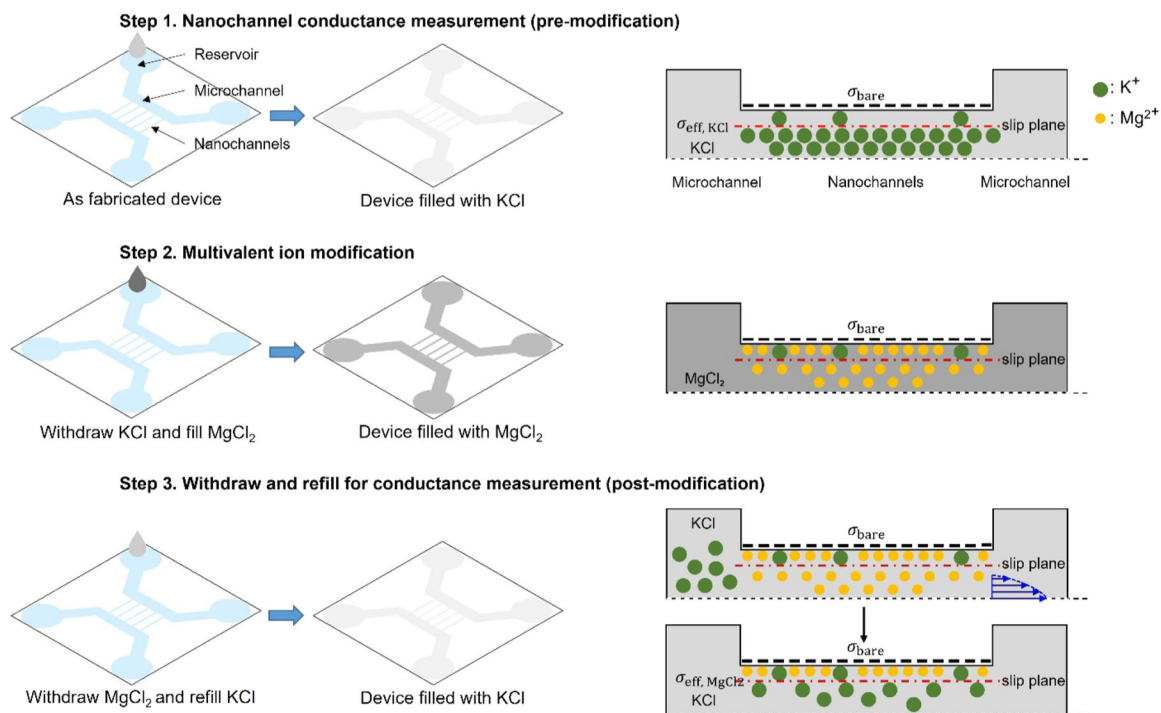 Step 1. Nanochannel conductance measurement (pre-modification)
Reservoir
Microchannel
Nanochannels
As fabricated device
Device filled with KCl
σbare
σeff, KCl
KCl
slip plane
: K⁺
: Mg²⁺
Microchannel
Nanochannels
Microchannel
Step 2. Multivalent ion modification
Withdraw KCl and fill MgCl₂
Device filled with MgCl₂
σbare
slip plane
MgCl₂
Step 3. Withdraw and refill for conductance measurement (post-modification)
Withdraw MgCl₂ and refill KCl
Device filled with KCl
KCl
σbare
slip plane
σbare
σeff, MgCl2
KCl
slip plane